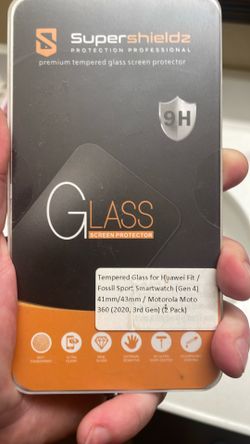 Supershieldz
PROTECTION PROFESSIONAL
premium tempered glass screen protector
9H
GLASS
SCREEN PROTECTOR
Tempered Glass for Huawei Fit /
Fossil Sport Smartwatch (Gen 4)
41mm/43mm / Motorola Moto
360 (2020, 3rd Gen) (2 Pack)